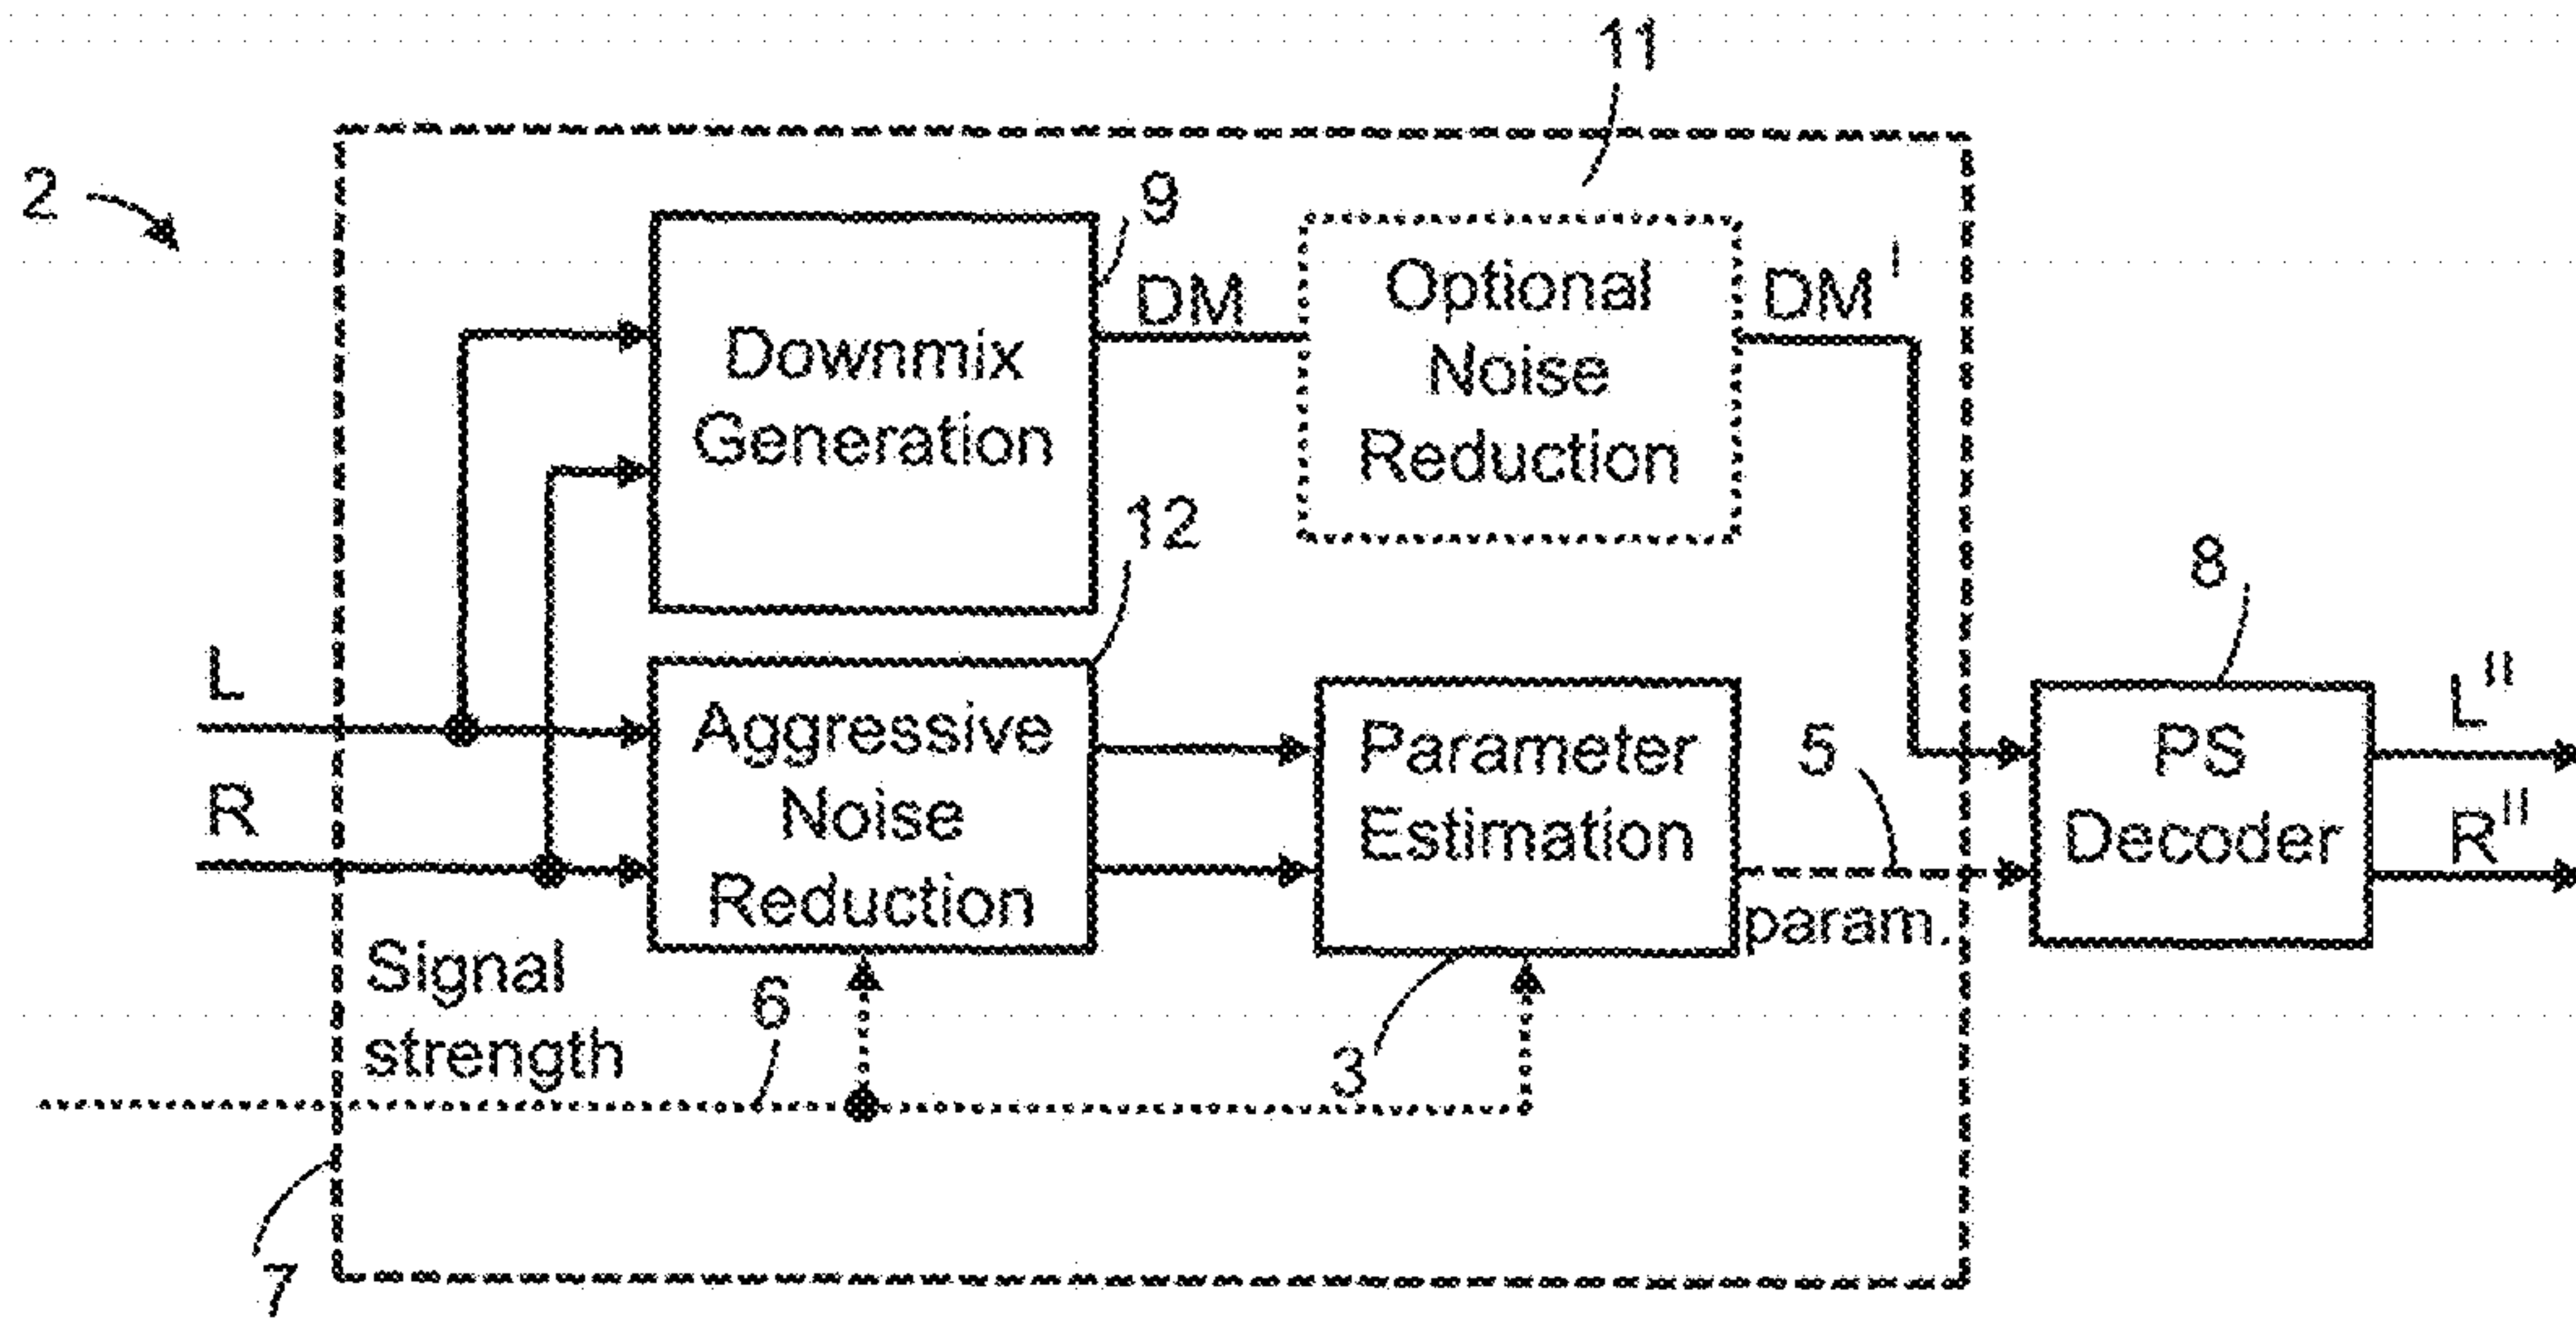 11
2
9
DM
Optional
Noise
Reduction
DM'
Downmix
Generation
12
8
L
R
Aggressive
Noise
Reduction
Parameter
Estimation
5
param.
PS
Decoder
L"
R"
Signal
strength
6
3
7